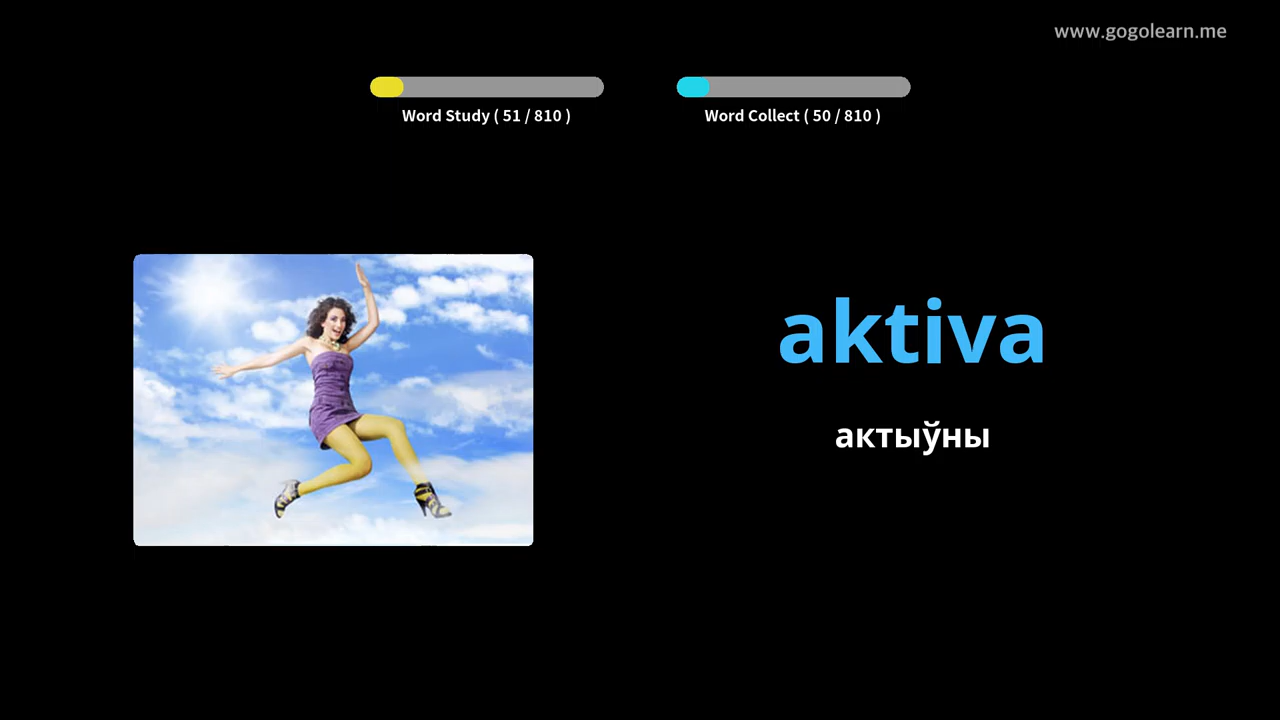 www.gogolearn.me
Word Study ( 51 / 810 )
Word Collect ( 50 / 810 )
aktiva
актыўны